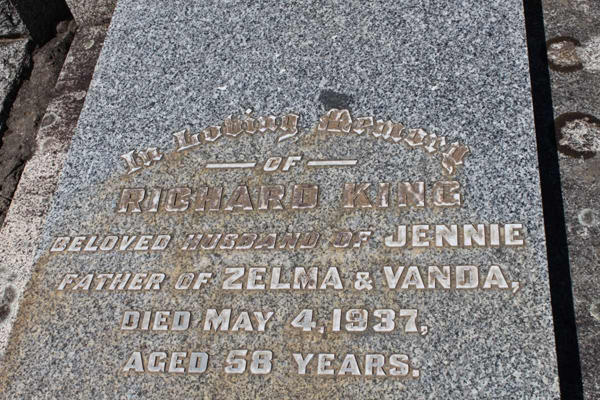 In Loving Memory
OF
RICHARD KING
BELOVED HUSBAND OF JENNIE
FATHER OF ZELMA & VANDA,
DIED MAY 4, 1937,
AGED 58 YEARS.